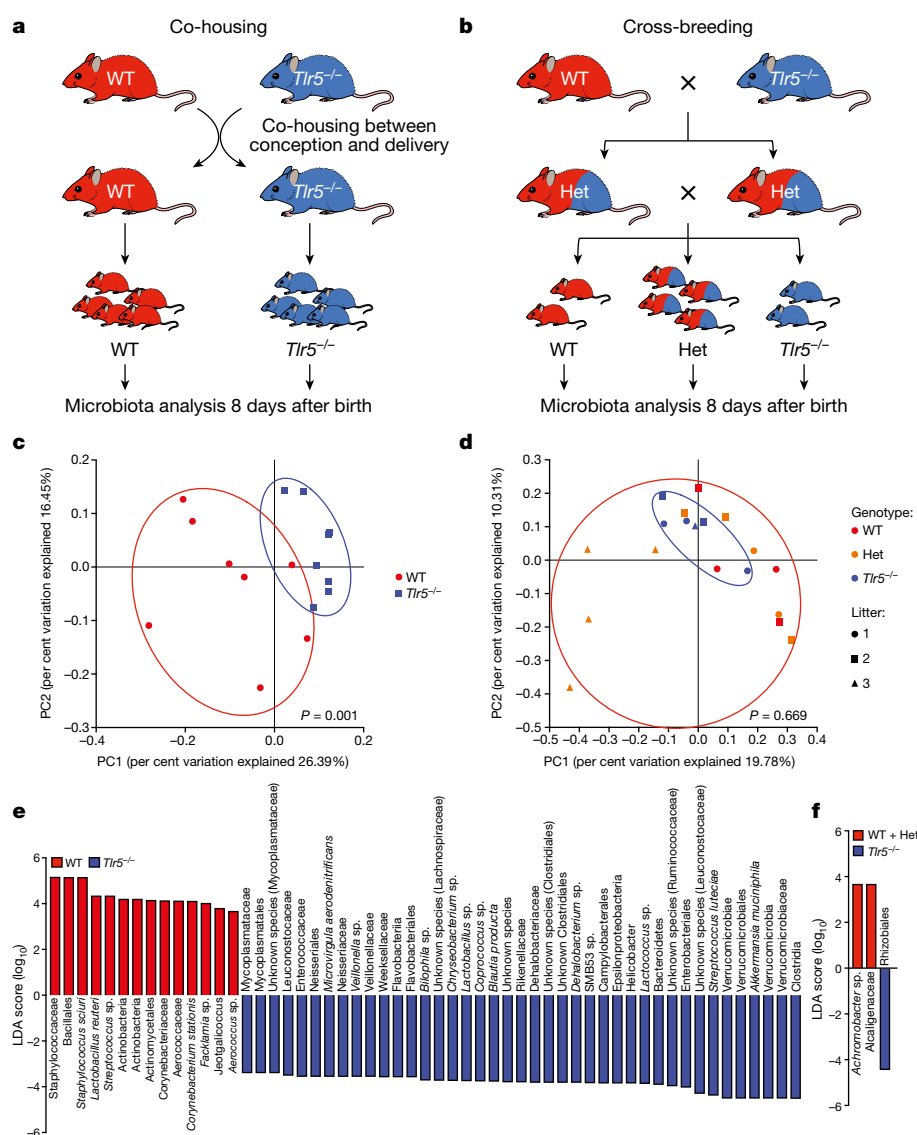 a
Co-housing
WT
Tlr5−/−
Co-housing between
conception and delivery
WT
Tlr5−/−
WT
Tlr5−/−
Microbiota analysis 8 days after birth
b
Cross-breeding
WT
×
Tlr5−/−
Het
×
Het
WT
Het
Tlr5−/−
Microbiota analysis 8 days after birth
c
PC2 (per cent variation explained 16.45%)
0.2
0.1
0.0
−0.1
−0.2
−0.3
−0.4
−0.2
0.0
0.2
P = 0.001
PC1 (per cent variation explained 26.39%)
WT
Tlr5−/−
d
PC2 (per cent variation explained 10.31%)
0.3
0.2
0.1
0.0
−0.1
−0.2
−0.3
−0.4
−0.5
−0.5
−0.4
−0.3
−0.2
−0.1
0.0
0.1
0.2
0.3
0.4
P = 0.669
PC1 (per cent variation explained 19.78%)
Genotype:
WT
Het
Tlr5−/−
Litter:
1
2
3
e
LDA score (log10)
6
4
2
0
−2
−4
−6
WT
Tlr5−/−
Staphylococcaceae
Bacillales
Staphylococcus sciuri
Lactobacillus reuteri
Streptococcus sp.
Actinobacteria
Actinobacteria
Actinomycetales
Corynebacteriaceae
Aerococcaceae
Corynebacterium stationis
Facklamia sp.
Jeotgalicoccus
Aerococcus sp.
Mycoplasmataceae
Mycoplasmatales
Unknown species (Mycoplasmataceae)
Leuconostocaceae
Enterococcaceae
Neisseriales
Microvirgula aerodenitrificans
Neisseriaceae
Veillonella sp.
Veillonellaceae
Weeksellaceae
Flavobacteriia
Flavobacteriales
Bilophila sp.
Unknown species (Lachnospiraceae)
Chryseobacterium sp.
Lactobacillus sp.
Coprococcus sp.
Blautia producta
Unknown species
Rikenellaceae
Dehalobacteriaceae
Unknown species (Clostridiales)
Unknown Clostridiales
Dehalobacterium sp.
SMB53 sp.
Campylobacterales
Epsilonproteobacteria
Helicobacter
Lactococcus sp.
Bacteroidetes
Unknown species (Ruminococcaceae)
Enterobacteriales
Unknown species (Leuconostocaceae)
Streptococcus luteciae
Verrucomicrobiae
Verrucomicrobiales
Akkermansia muciniphila
Verrucomicrobia
Verrucomicrobiaceae
Clostridia
f
LDA score (log10)
6
4
2
0
−2
−4
−6
WT + Het
Tlr5−/−
Achromobacter sp.
Alcaligenaceae
Rhizobiales